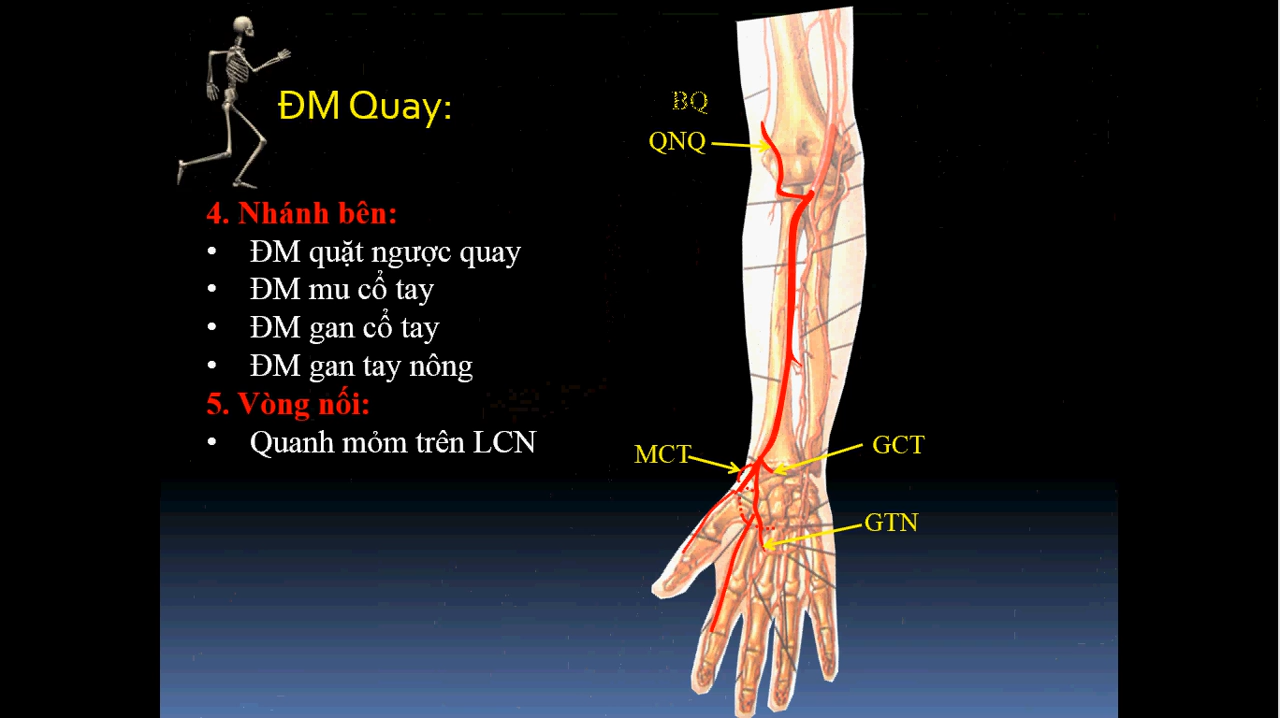 ĐM Quay:
4. Nhánh bên:
• ĐM quặt ngược quay
• ĐM mu cổ tay
• ĐM gan cổ tay
• ĐM gan tay nông
5. Vòng nối:
• Quanh mỏm trên LCN
BQ
QNQ
MCT
GCT
GTN